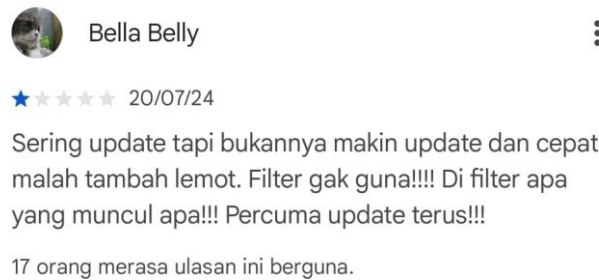 Bella Belly
20/07/24
Sering update tapi bukannya makin update dan cepat
malah tambah lemot. Filter gak guna!!!! Di filter apa
yang muncul apa!!! Percuma update terus!!!
17 orang merasa ulasan ini berguna.